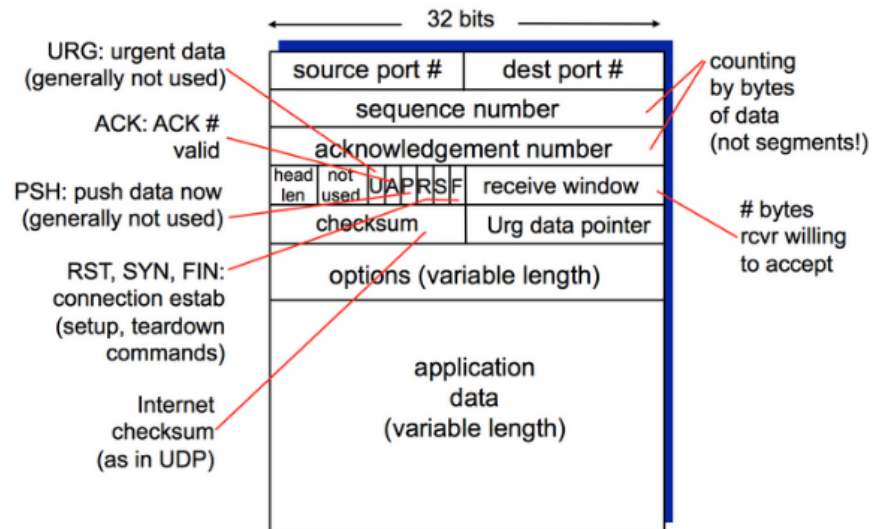 32 bits
URG: urgent data
(generally not used)
ACK: ACK #
valid
PSH: push data now
(generally not used)
RST, SYN, FIN:
connection estab
(setup, teardown
commands)
Internet
checksum
(as in UDP)
source port # dest port #
sequence number
acknowledgement number
head
len
not
used
U A P R S F
receive window
checksum Urg data pointer
options (variable length)
application
data
(variable length)
counting
by bytes
of data
(not segments!)
# bytes
rcvr willing
to accept